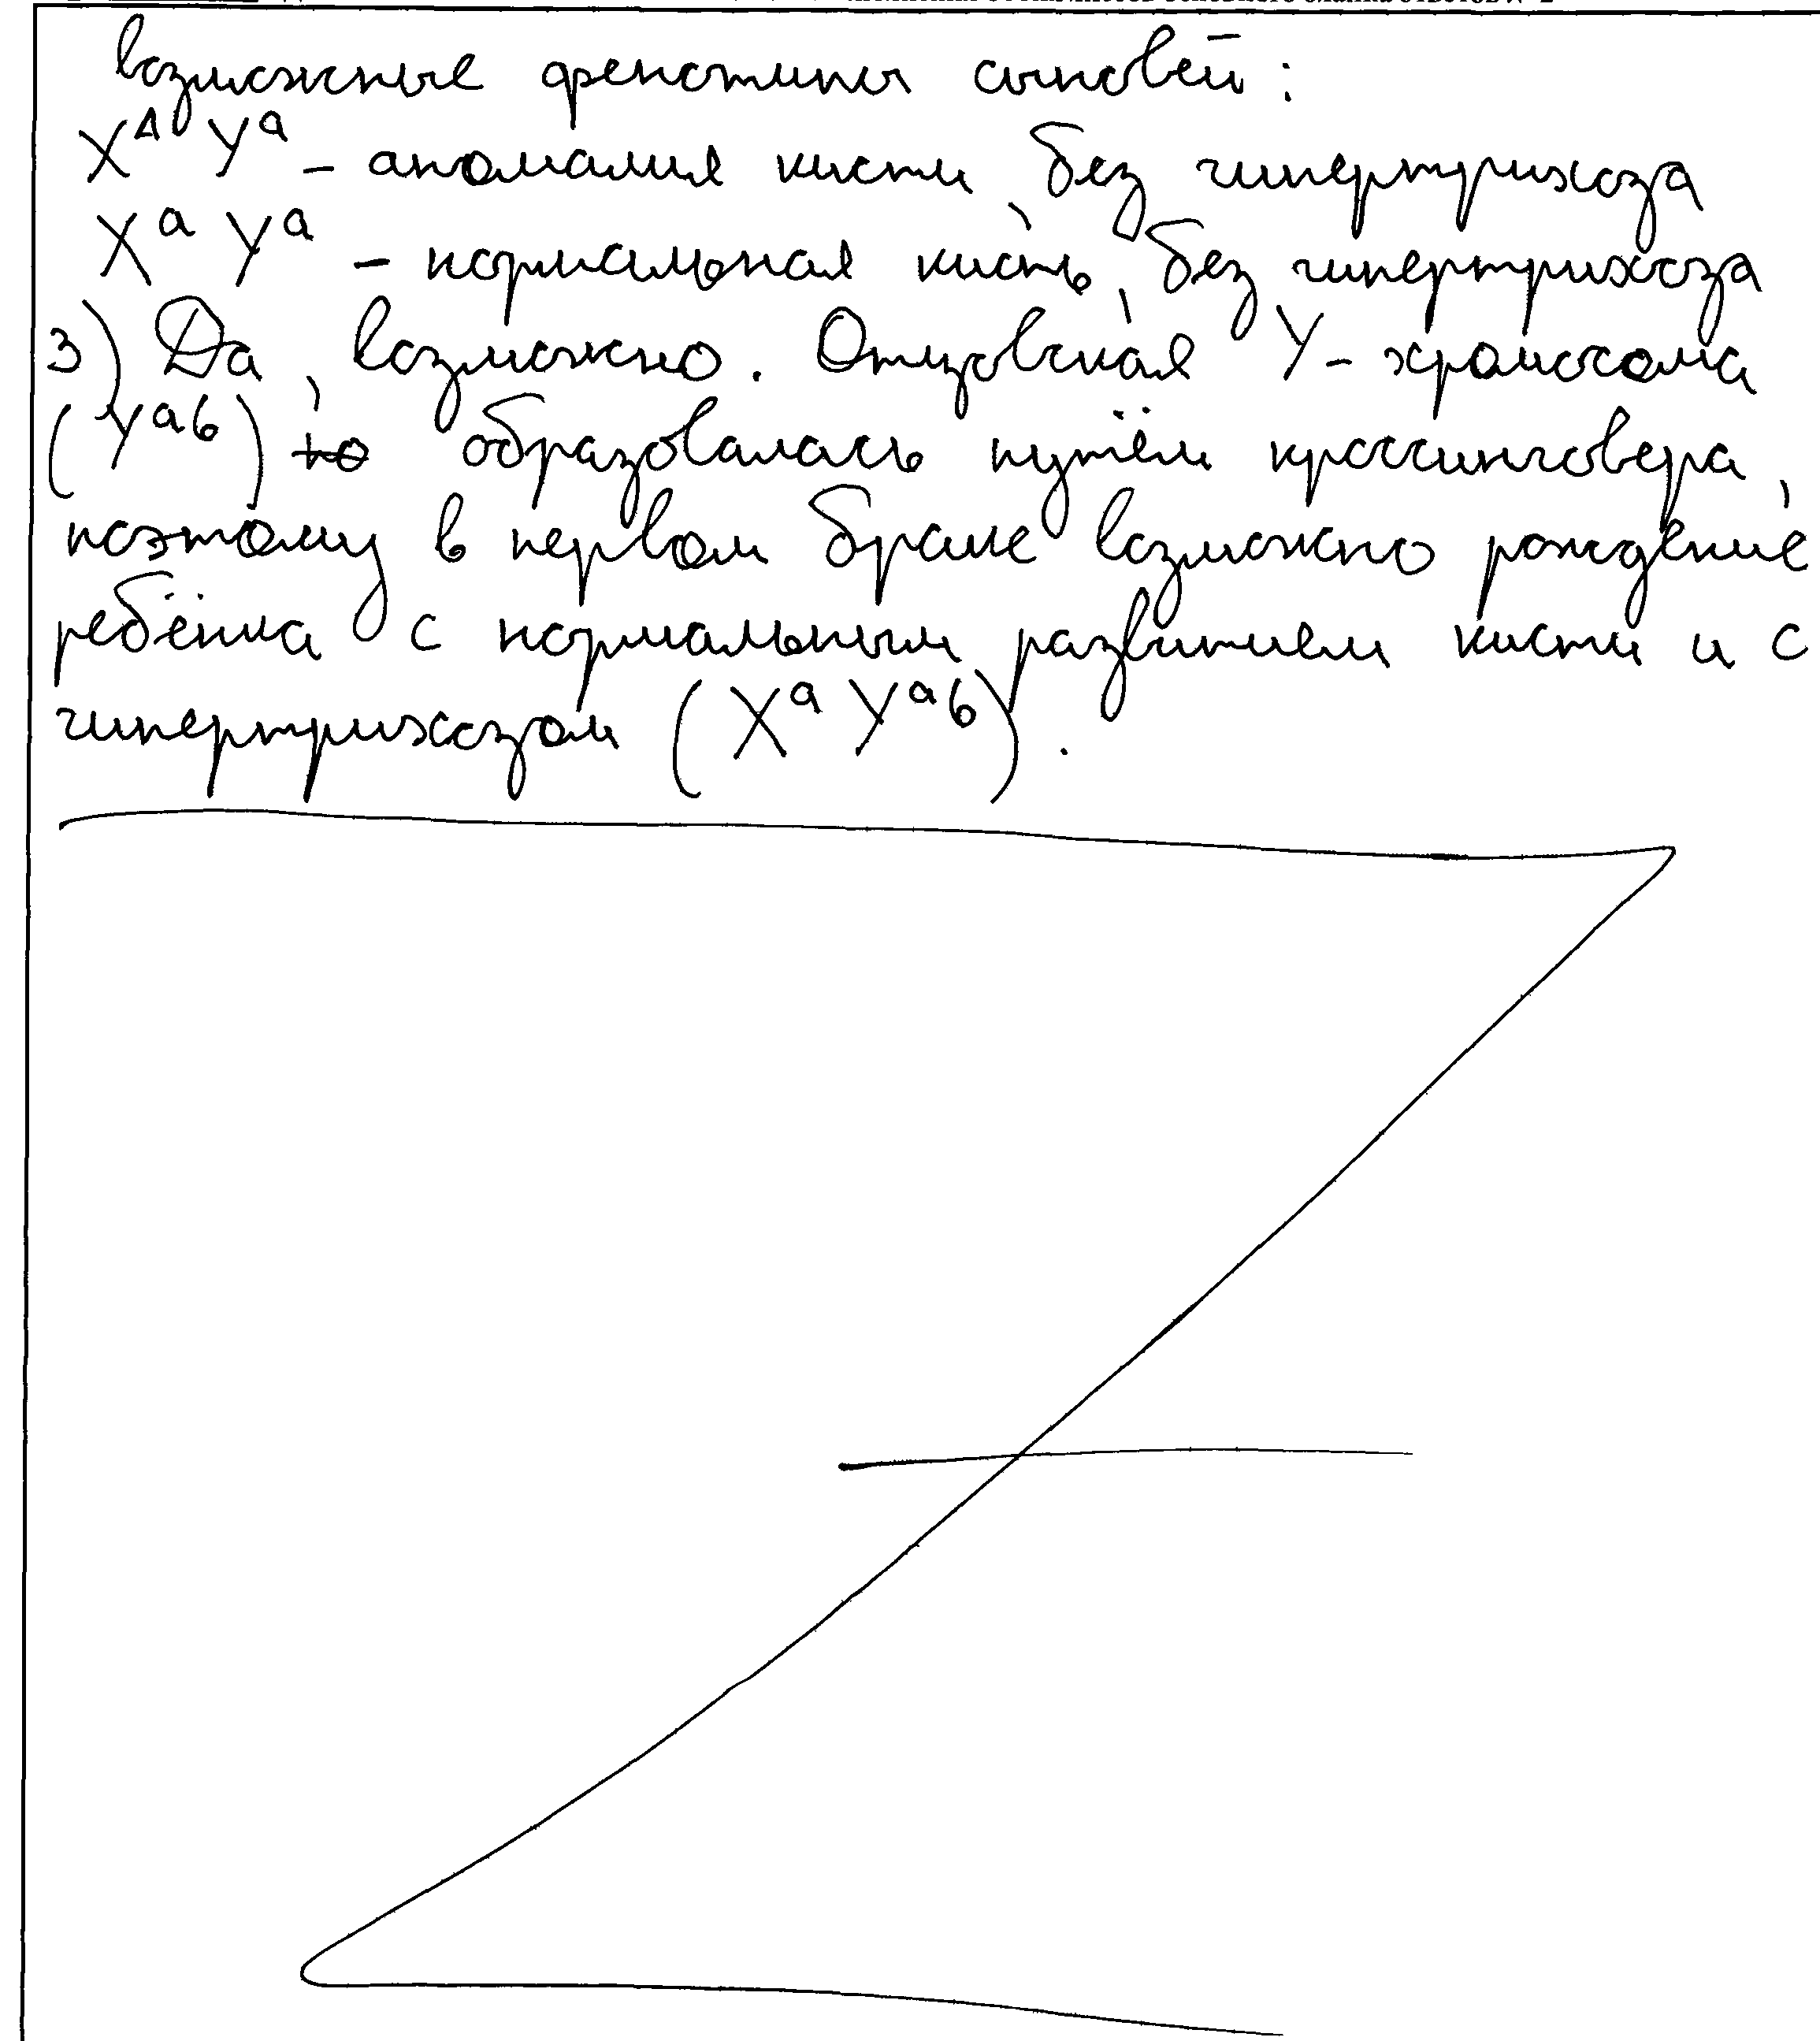 возможные фенотипы сыновей:
X^A Y^a - аномалия кисти, без гипертрихоза
X^a Y^a - нормальная кисть, без гипертрихоза
3) Да, возможно. Отцовская Y-хромосома
(Y^aб) то образовалась путём кроссинговера,
поэтому в первом браке возможно рождение
ребёнка с нормальным развитием кисти и с
гипертрихозом (X^a Y^aб).